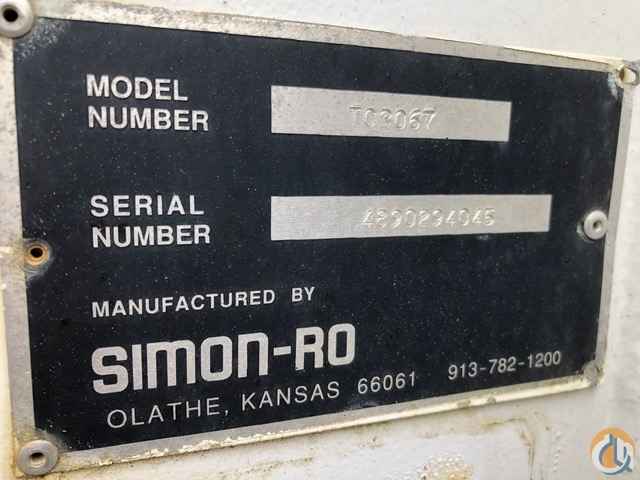 MODEL
NUMBER
TC3067
SERIAL
NUMBER
4890294045
MANUFACTURED BY
SIMON-RO
OLATHE, KANSAS 66061 913-782-1200